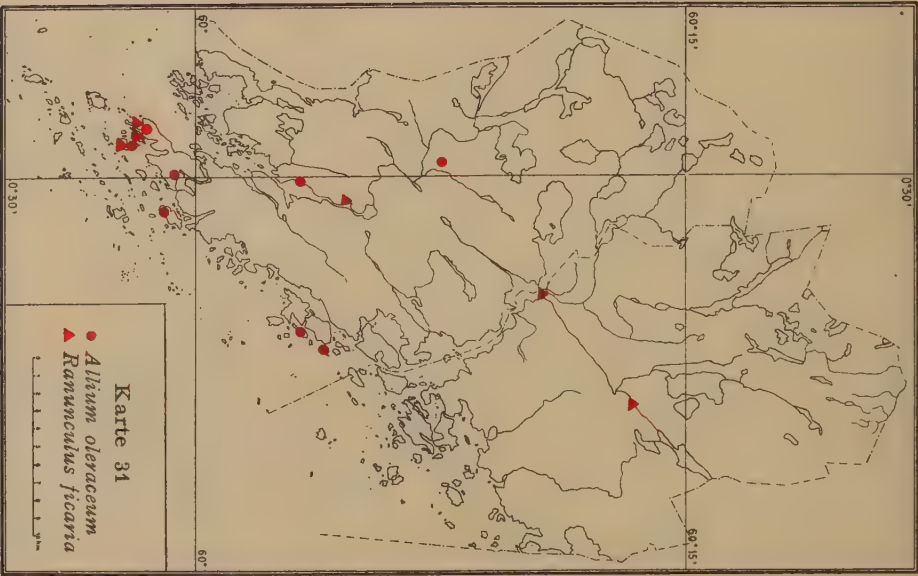 Karte 31
● Allium oleraceum
▲ Ranunculus ficaria
60°
60°15'
0°30'
0°30'
60°
60°15'